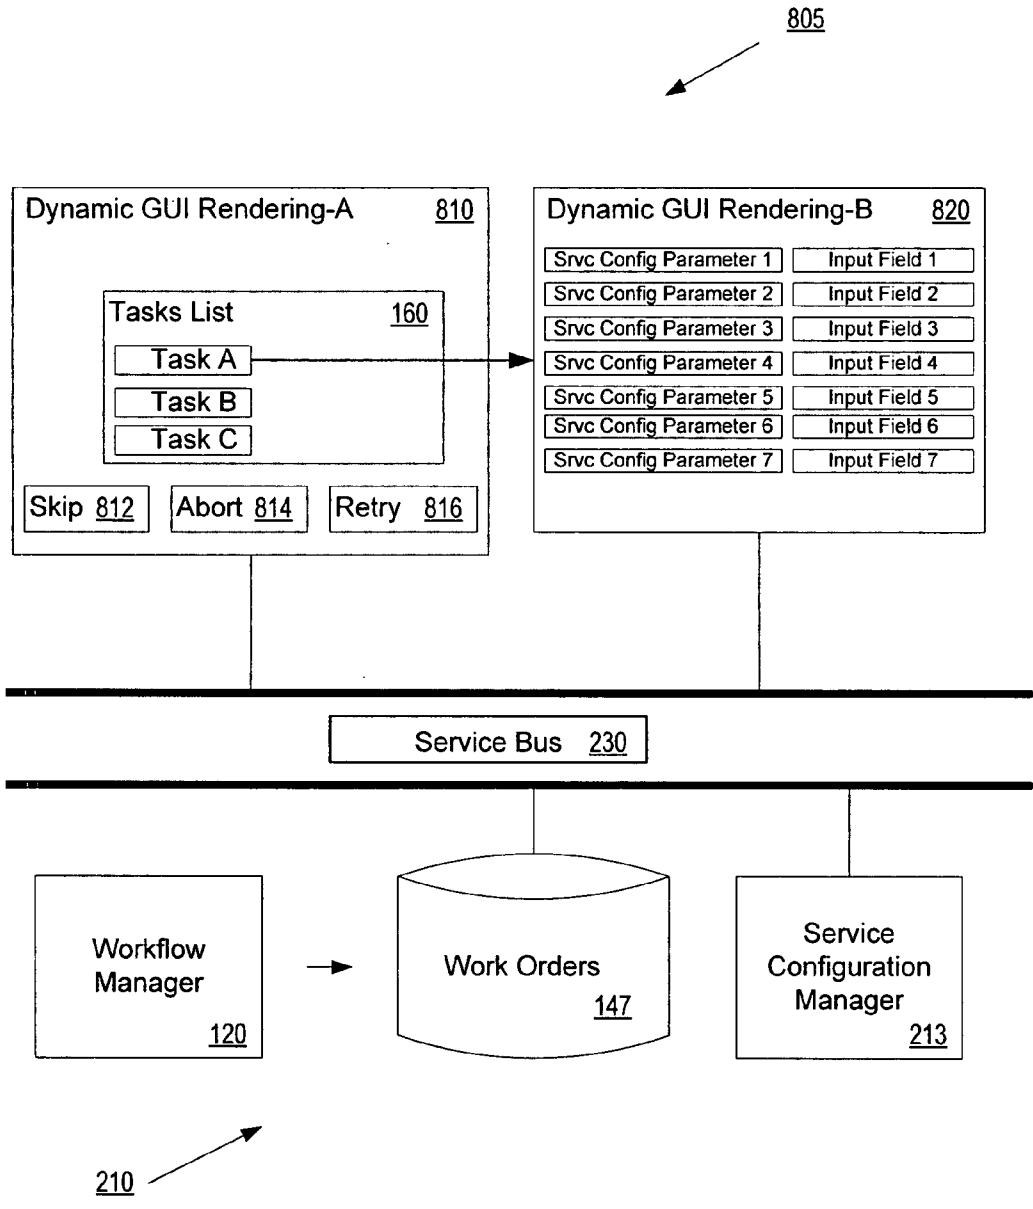 805
Dynamic GUI Rendering-A 810
Tasks List 160
Task A
Task B
Task C
Skip 812
Abort 814
Retry 816
Dynamic GUI Rendering-B 820
Srvc Config Parameter 1 Input Field 1
Srvc Config Parameter 2 Input Field 2
Srvc Config Parameter 3 Input Field 3
Srvc Config Parameter 4 Input Field 4
Srvc Config Parameter 5 Input Field 5
Srvc Config Parameter 6 Input Field 6
Srvc Config Parameter 7 Input Field 7
Service Bus 230
Workflow
Manager
120
Work Orders
147
Service
Configuration
Manager
213
210